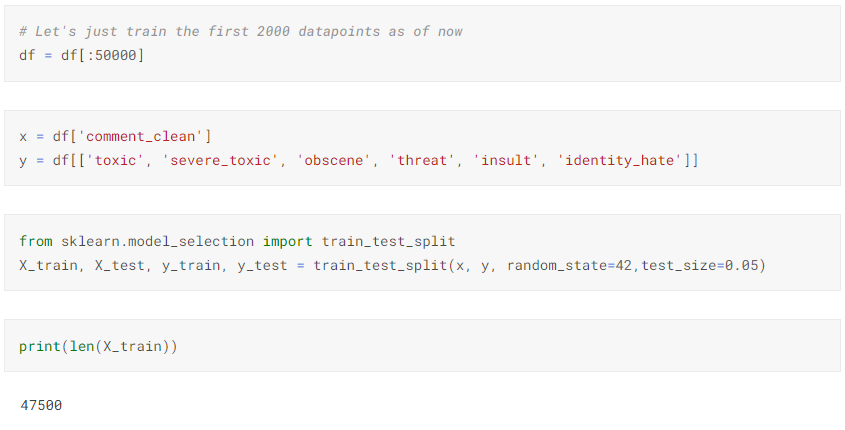 # Let's just train the first 2000 datapoints as of now
df = df[:50000]
x = df['comment_clean']
y = df[['toxic', 'severe_toxic', 'obscene', 'threat', 'insult', 'identity_hate']]
from sklearn.model_selection import train_test_split
X_train, X_test, y_train, y_test = train_test_split(x, y, random_state=42,test_size=0.05)
print(len(X_train))
47500